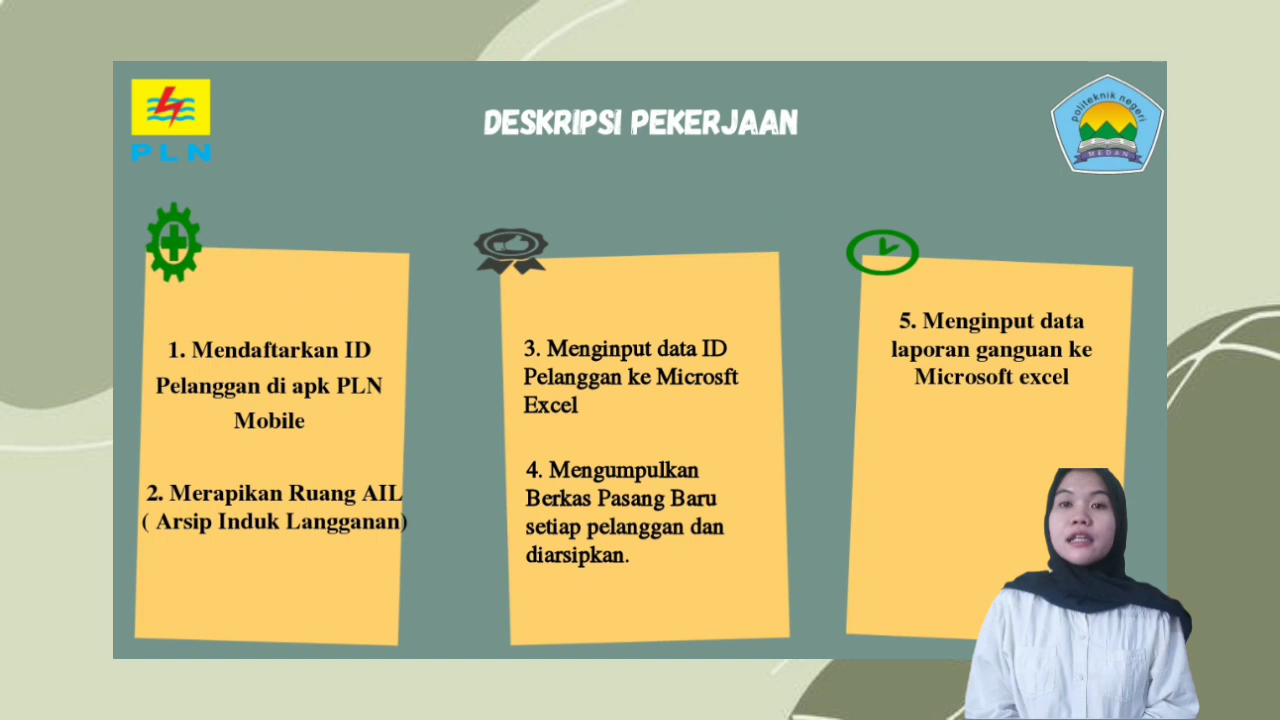 PLN
DESKRIPSI PEKERJAAN
politeknik negeri
MEDAN
1. Mendaftarkan ID
Pelanggan di apk PLN
Mobile
2. Merapikan Ruang AIL
( Arsip Induk Langganan)
3. Menginput data ID
Pelanggan ke Microsft
Excel
4. Mengumpulkan
Berkas Pasang Baru
setiap pelanggan dan
diarsipkan.
5. Menginput data
laporan ganguan ke
Microsoft excel